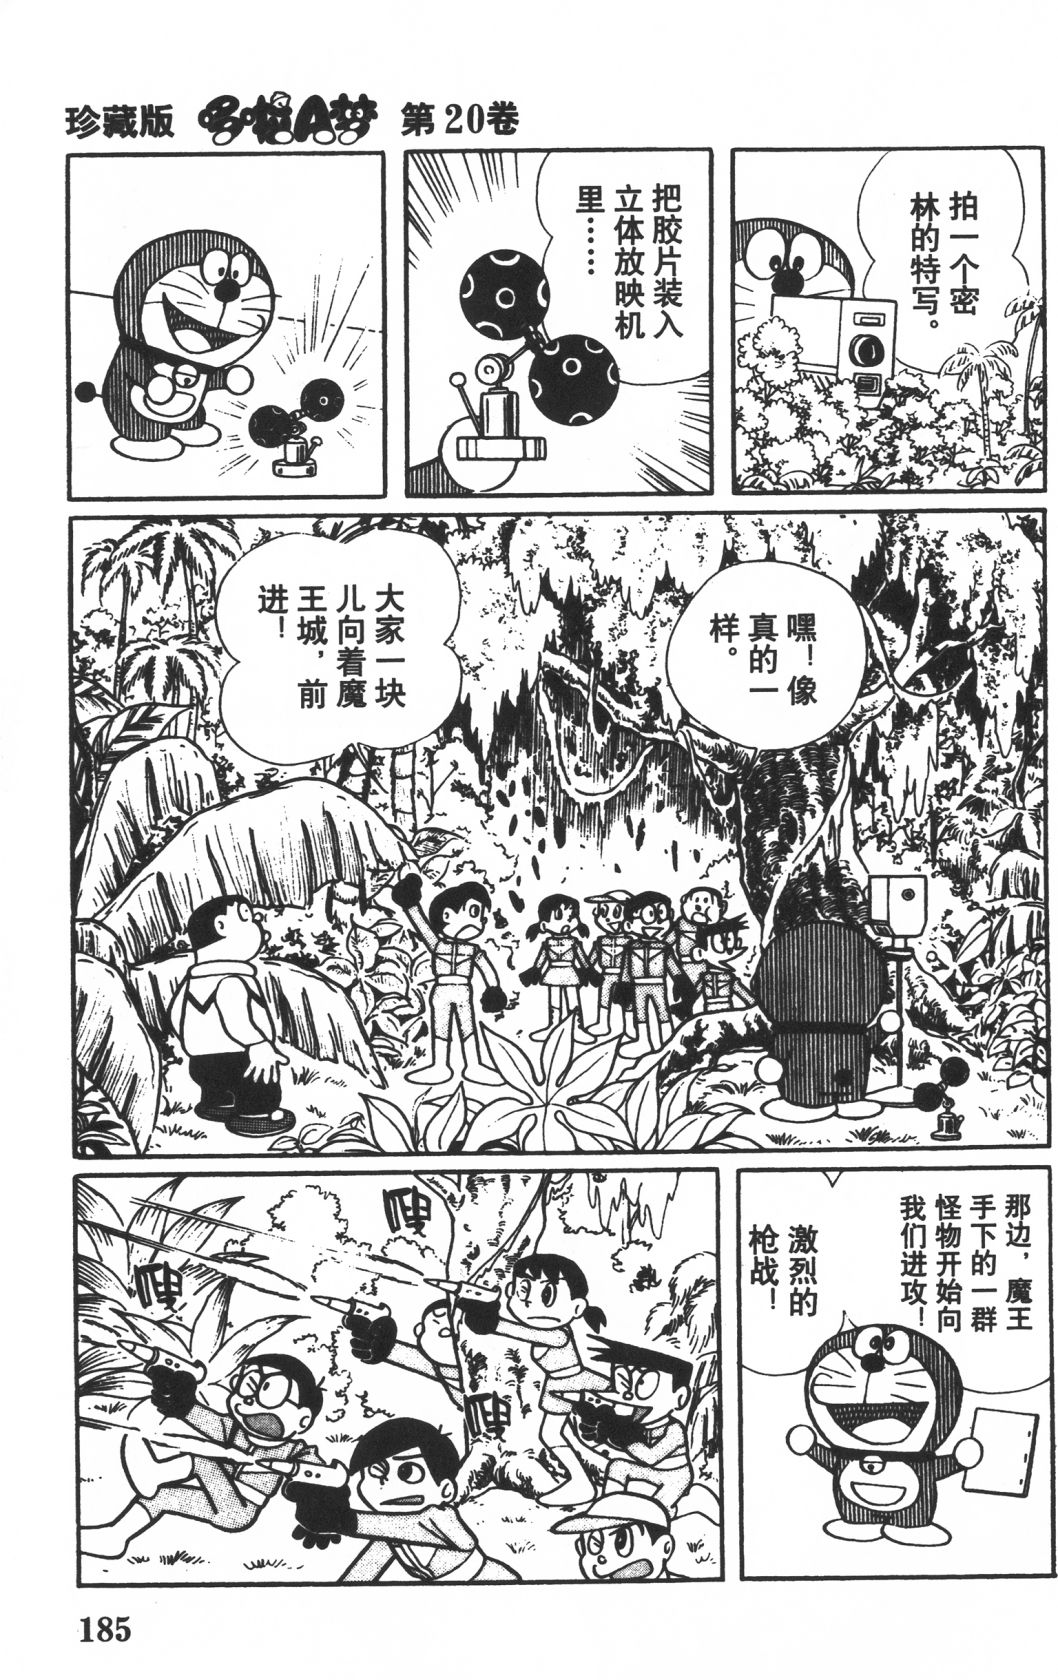 珍藏版 哆啦A梦 第20卷
拍一个密
林的特写。
把胶片装入
立体放映机
里……
嘿！像
真的一
样。
大家一块
儿向着魔
王城，前
进！
那边，魔王
手下的一群
怪物开始向
我们进攻！
激烈的
枪战！
嗖
嗖
嗖
185